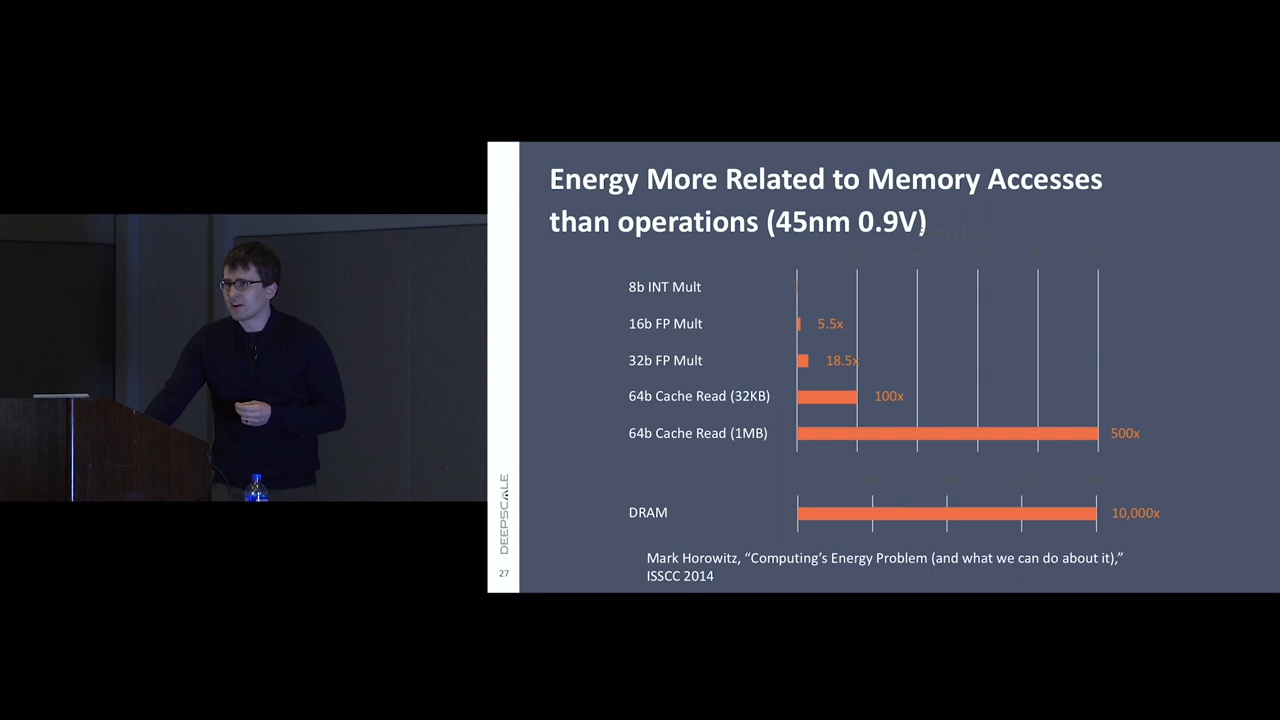 Energy More Related to Memory Accesses
than operations (45nm 0.9V)
8b INT Mult
16b FP Mult 5.5x
32b FP Mult 18.5x
64b Cache Read (32KB) 100x
64b Cache Read (1MB) 500x
DRAM 10,000x
Mark Horowitz, “Computing’s Energy Problem (and what we can do about it),”
ISSCC 2014
DEEPSCALE
27